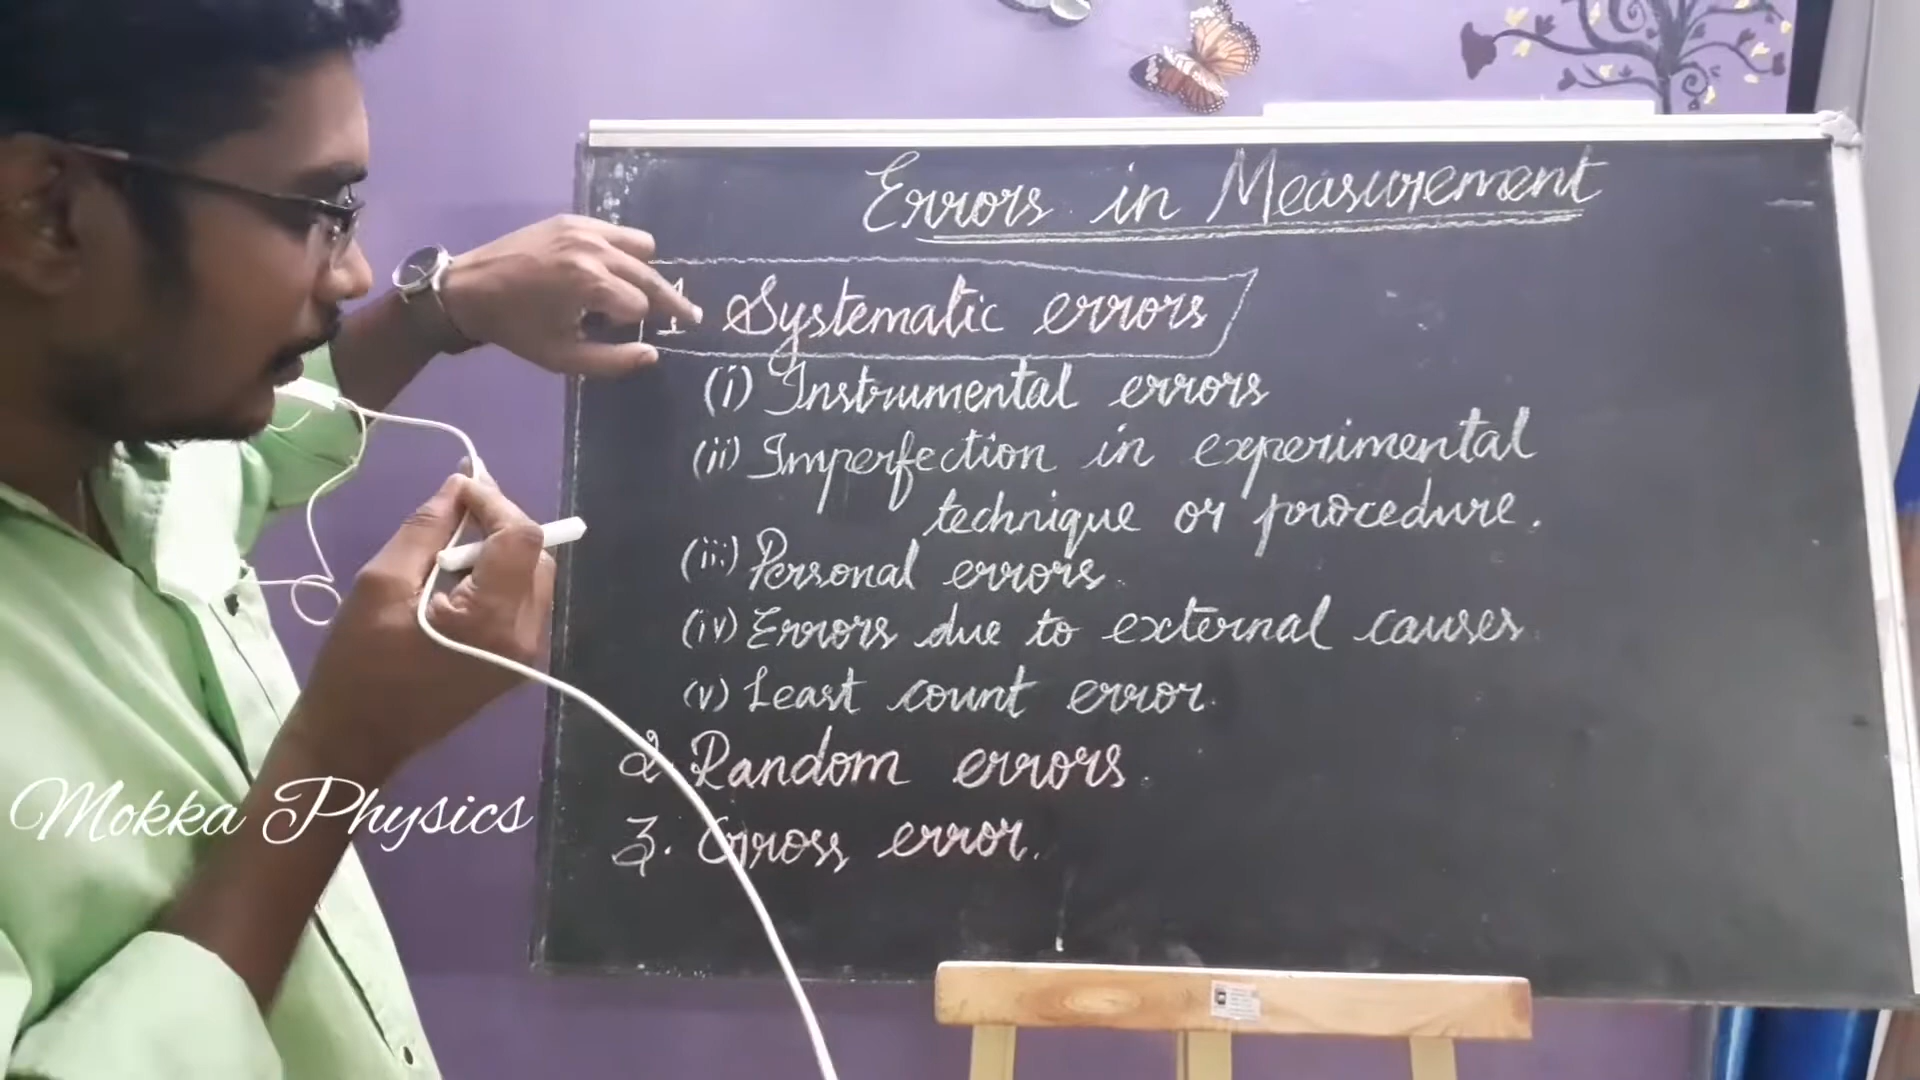 Errors in Measurement
1. Systematic errors
(i) Instrumental errors
(ii) Imperfection in experimental
technique or procedure.
(iii) Personal errors.
(iv) Errors due to external causes
(v) Least count error.
2. Random errors.
3. Gross error.
Mokka Physics